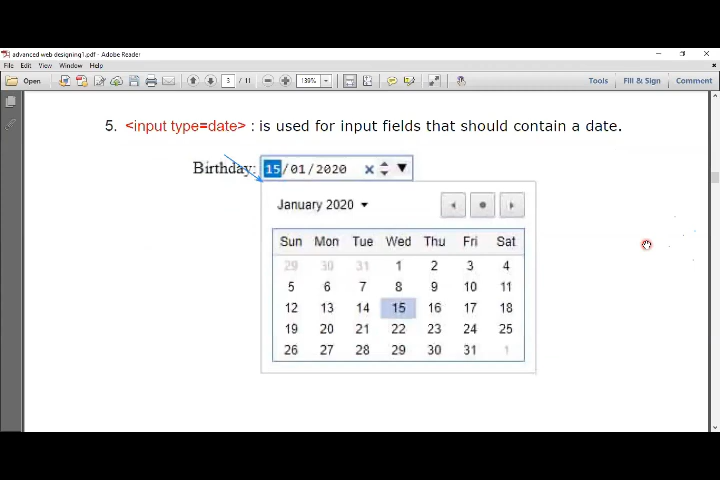 advanced web designing1.pdf - Adobe Reader
File Edit View Window Help
Open 3 / 11 139% Tools Fill & Sign Comment
5. <input type=date> : is used for input fields that should contain a date.
Birthday: 15/01/2020
January 2020
Sun Mon Tue Wed Thu Fri Sat
29 30 31 1 2 3 4
5 6 7 8 9 10 11
12 13 14 15 16 17 18
19 20 21 22 23 24 25
26 27 28 29 30 31 1